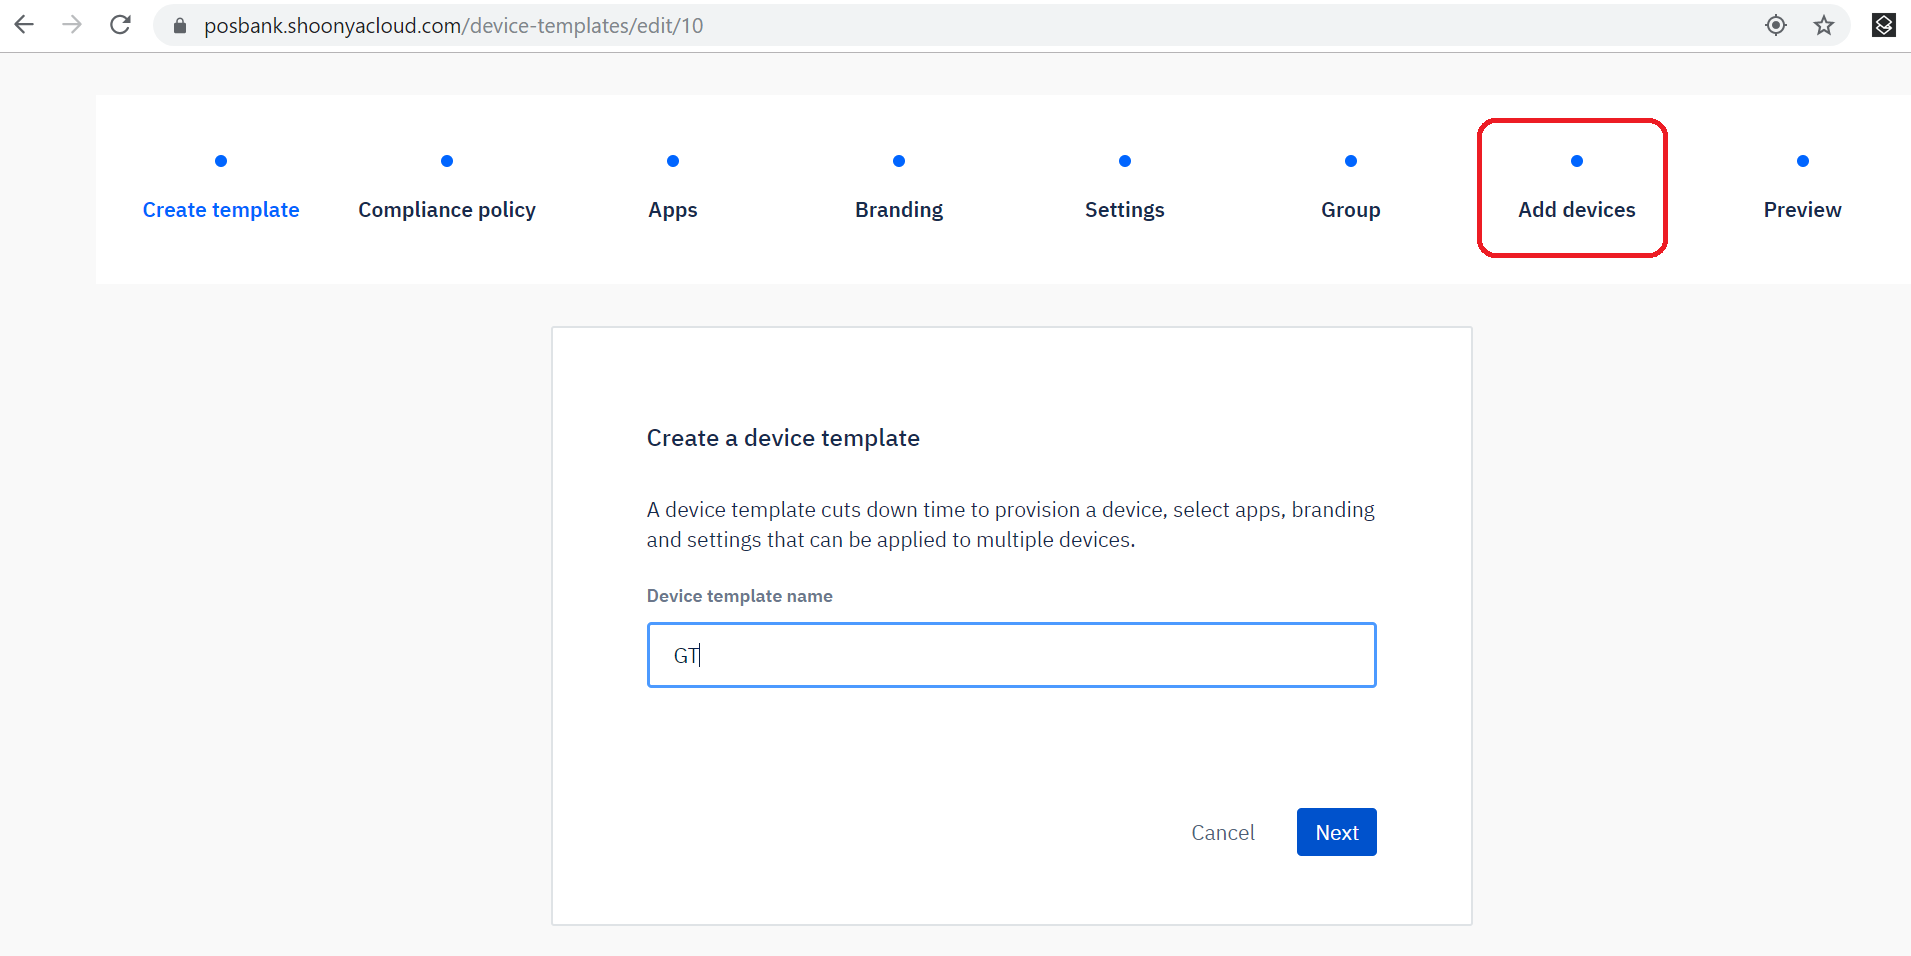 posbank.shoonyacloud.com/device-templates/edit/10
Create template
Compliance policy
Apps
Branding
Settings
Group
Add devices
Preview
Create a device template
A device template cuts down time to provision a device, select apps, branding
and settings that can be applied to multiple devices.
Device template name
GT
Cancel
Next